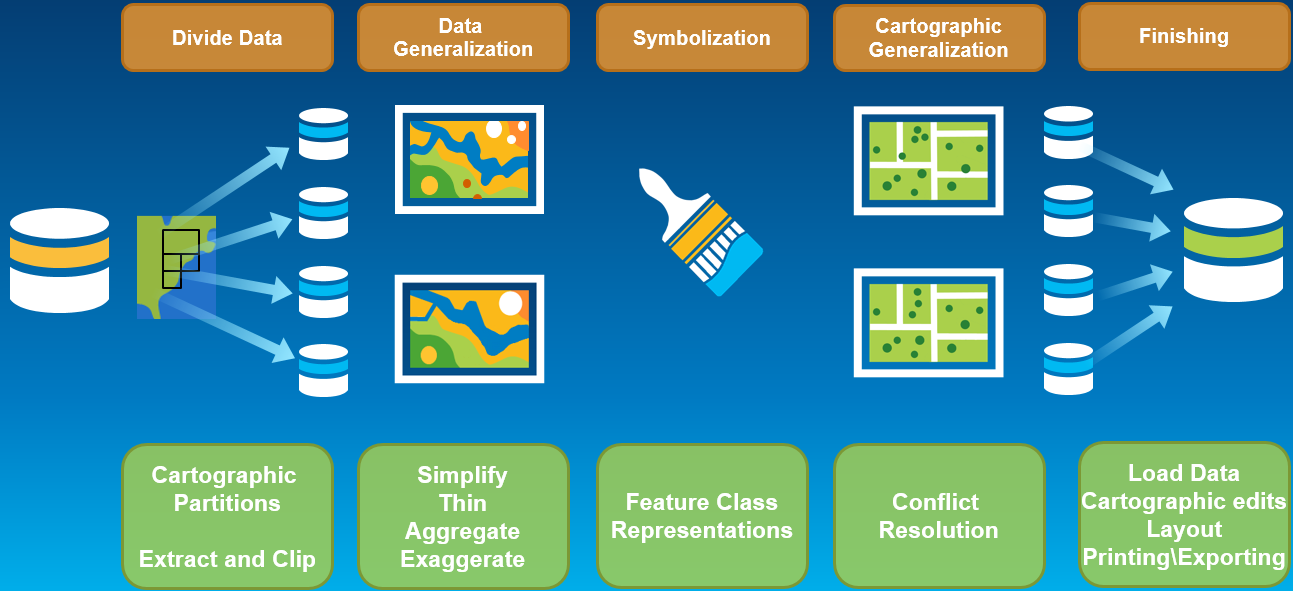 Divide Data
Data
Generalization
Symbolization
Cartographic
Generalization
Finishing
Cartographic
Partitions
Extract and Clip
Simplify
Thin
Aggregate
Exaggerate
Feature Class
Representations
Conflict
Resolution
Load Data
Cartographic edits
Layout
Printing\Exporting